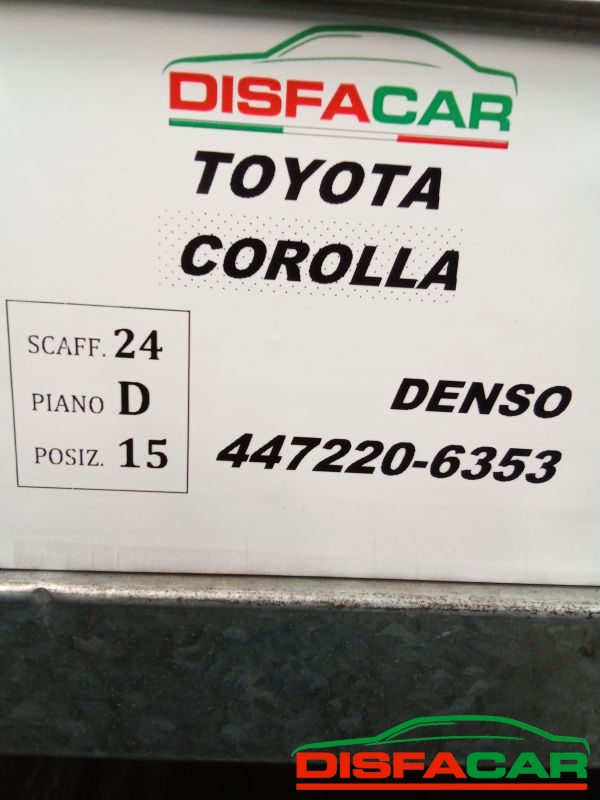 DISFACAR
TOYOTA
COROLLA
SCAFF. 24
PIANO D
POSIZ. 15
DENSO
447220-6353
DISFACAR